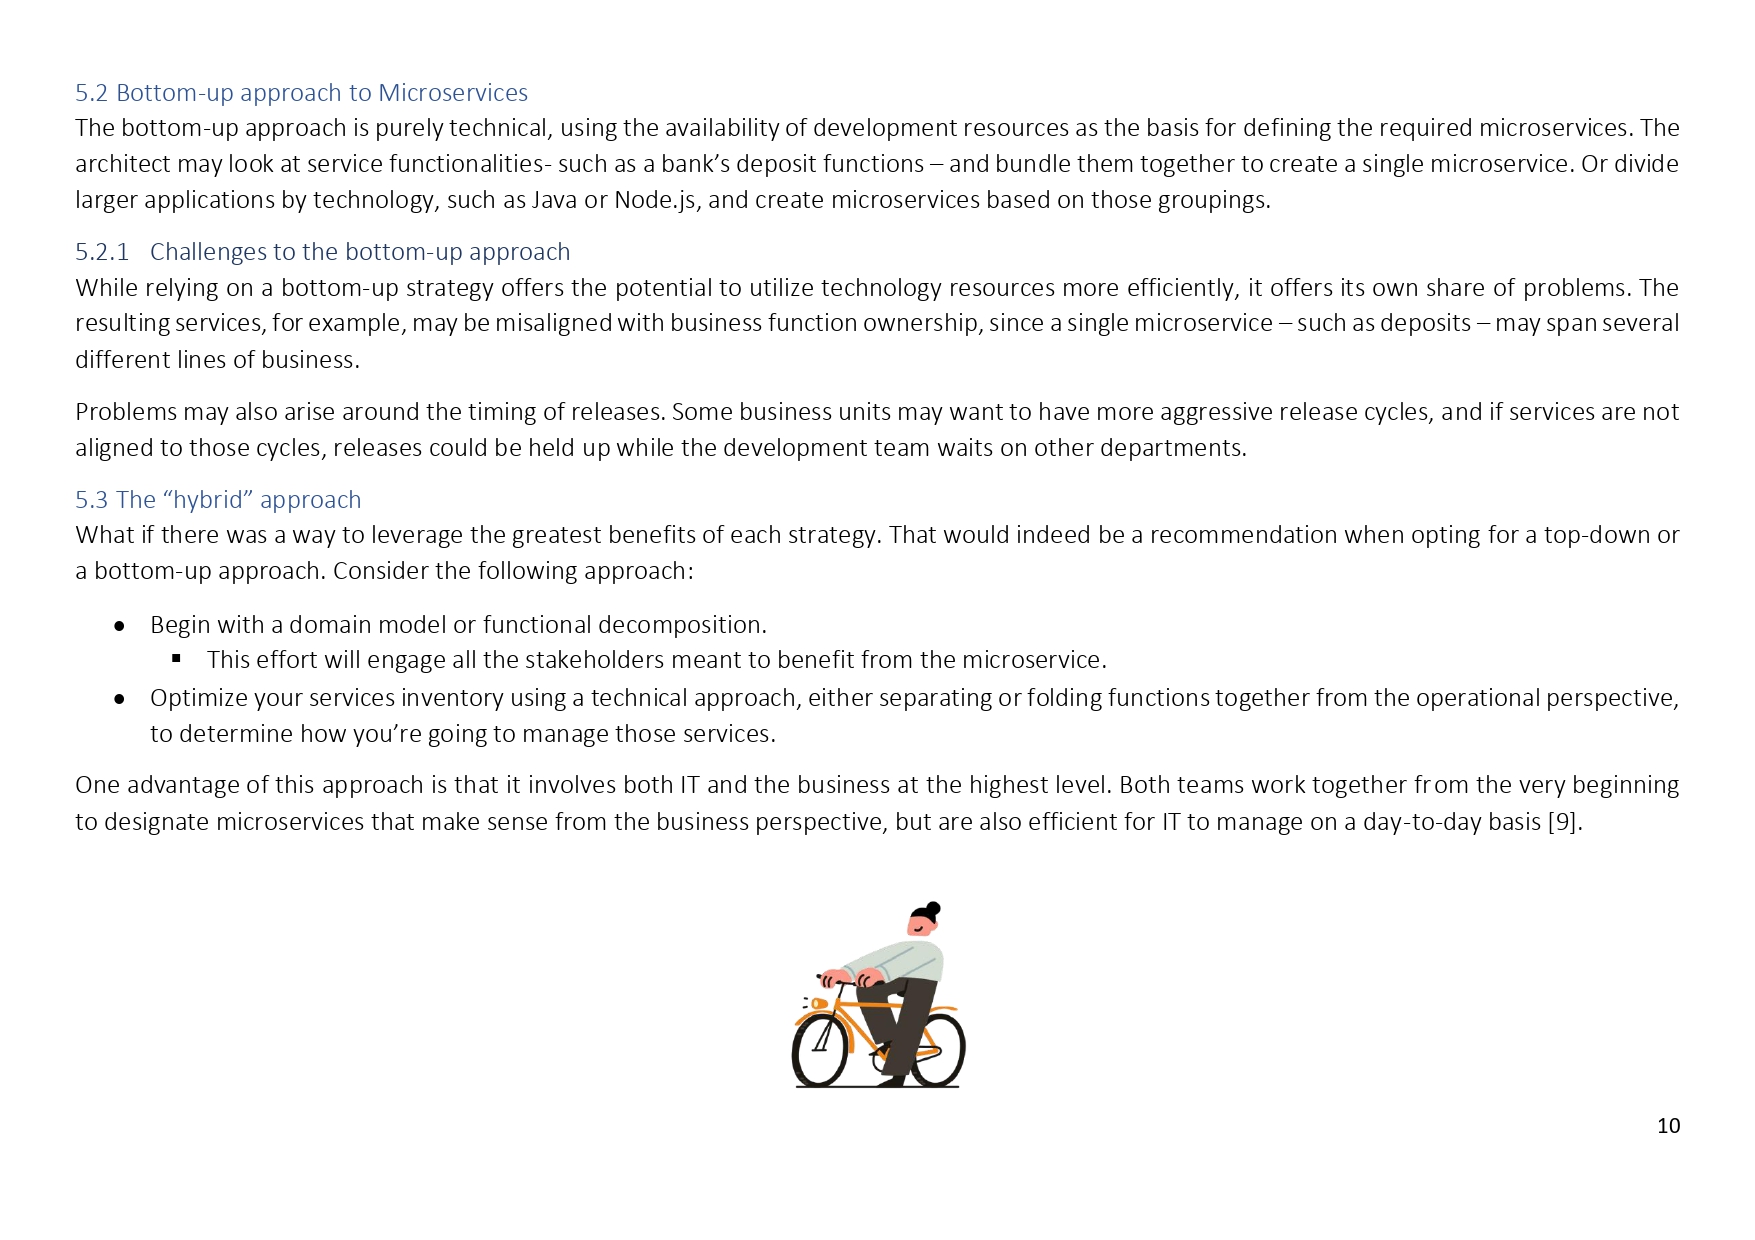 5.2 Bottom-up approach to Microservices
The bottom-up approach is purely technical, using the availability of development resources as the basis for defining the required microservices. The
architect may look at service functionalities- such as a bank’s deposit functions – and bundle them together to create a single microservice. Or divide
larger applications by technology, such as Java or Node.js, and create microservices based on those groupings.
5.2.1 Challenges to the bottom-up approach
While relying on a bottom-up strategy offers the potential to utilize technology resources more efficiently, it offers its own share of problems. The
resulting services, for example, may be misaligned with business function ownership, since a single microservice – such as deposits – may span several
different lines of business.
Problems may also arise around the timing of releases. Some business units may want to have more aggressive release cycles, and if services are not
aligned to those cycles, releases could be held up while the development team waits on other departments.
5.3 The “hybrid” approach
What if there was a way to leverage the greatest benefits of each strategy. That would indeed be a recommendation when opting for a top-down or
a bottom-up approach. Consider the following approach:
● Begin with a domain model or functional decomposition.
▪ This effort will engage all the stakeholders meant to benefit from the microservice.
● Optimize your services inventory using a technical approach, either separating or folding functions together from the operational perspective,
to determine how you’re going to manage those services.
One advantage of this approach is that it involves both IT and the business at the highest level. Both teams work together from the very beginning
to designate microservices that make sense from the business perspective, but are also efficient for IT to manage on a day-to-day basis [9].
10